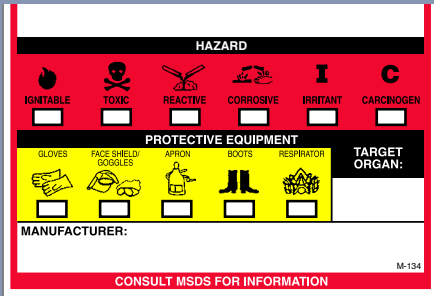 HAZARD
I C
IGNITABLE TOXIC REACTIVE CORROSIVE IRRITANT CARCINOGEN
PROTECTIVE EQUIPMENT
GLOVES FACE SHIELD/ GOGGLES APRON BOOTS RESPIRATOR
TARGET
ORGAN:
MANUFACTURER:
M-134
CONSULT MSDS FOR INFORMATION